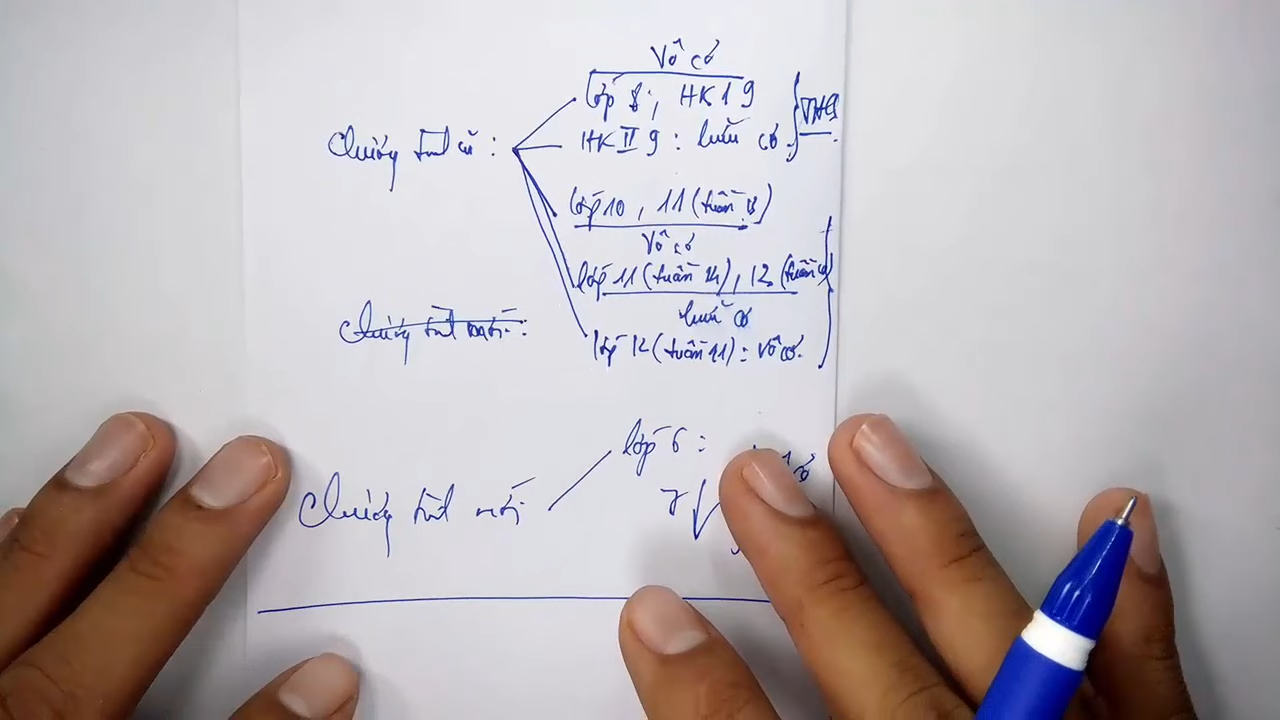 Vô cơ
Chương trình cũ :
lớp 8; HK I 9
HK II 9 : hữu cơ
THCS
lớp 10 , 11 (tuần
Vô cơ
lớp 11 (tuần 14), 12 (tuần
hữu cơ
Chương trình mới :
lớp 12 (tuần 21) : Vô cơ.
lớp 6 :
Chương trình mới
7